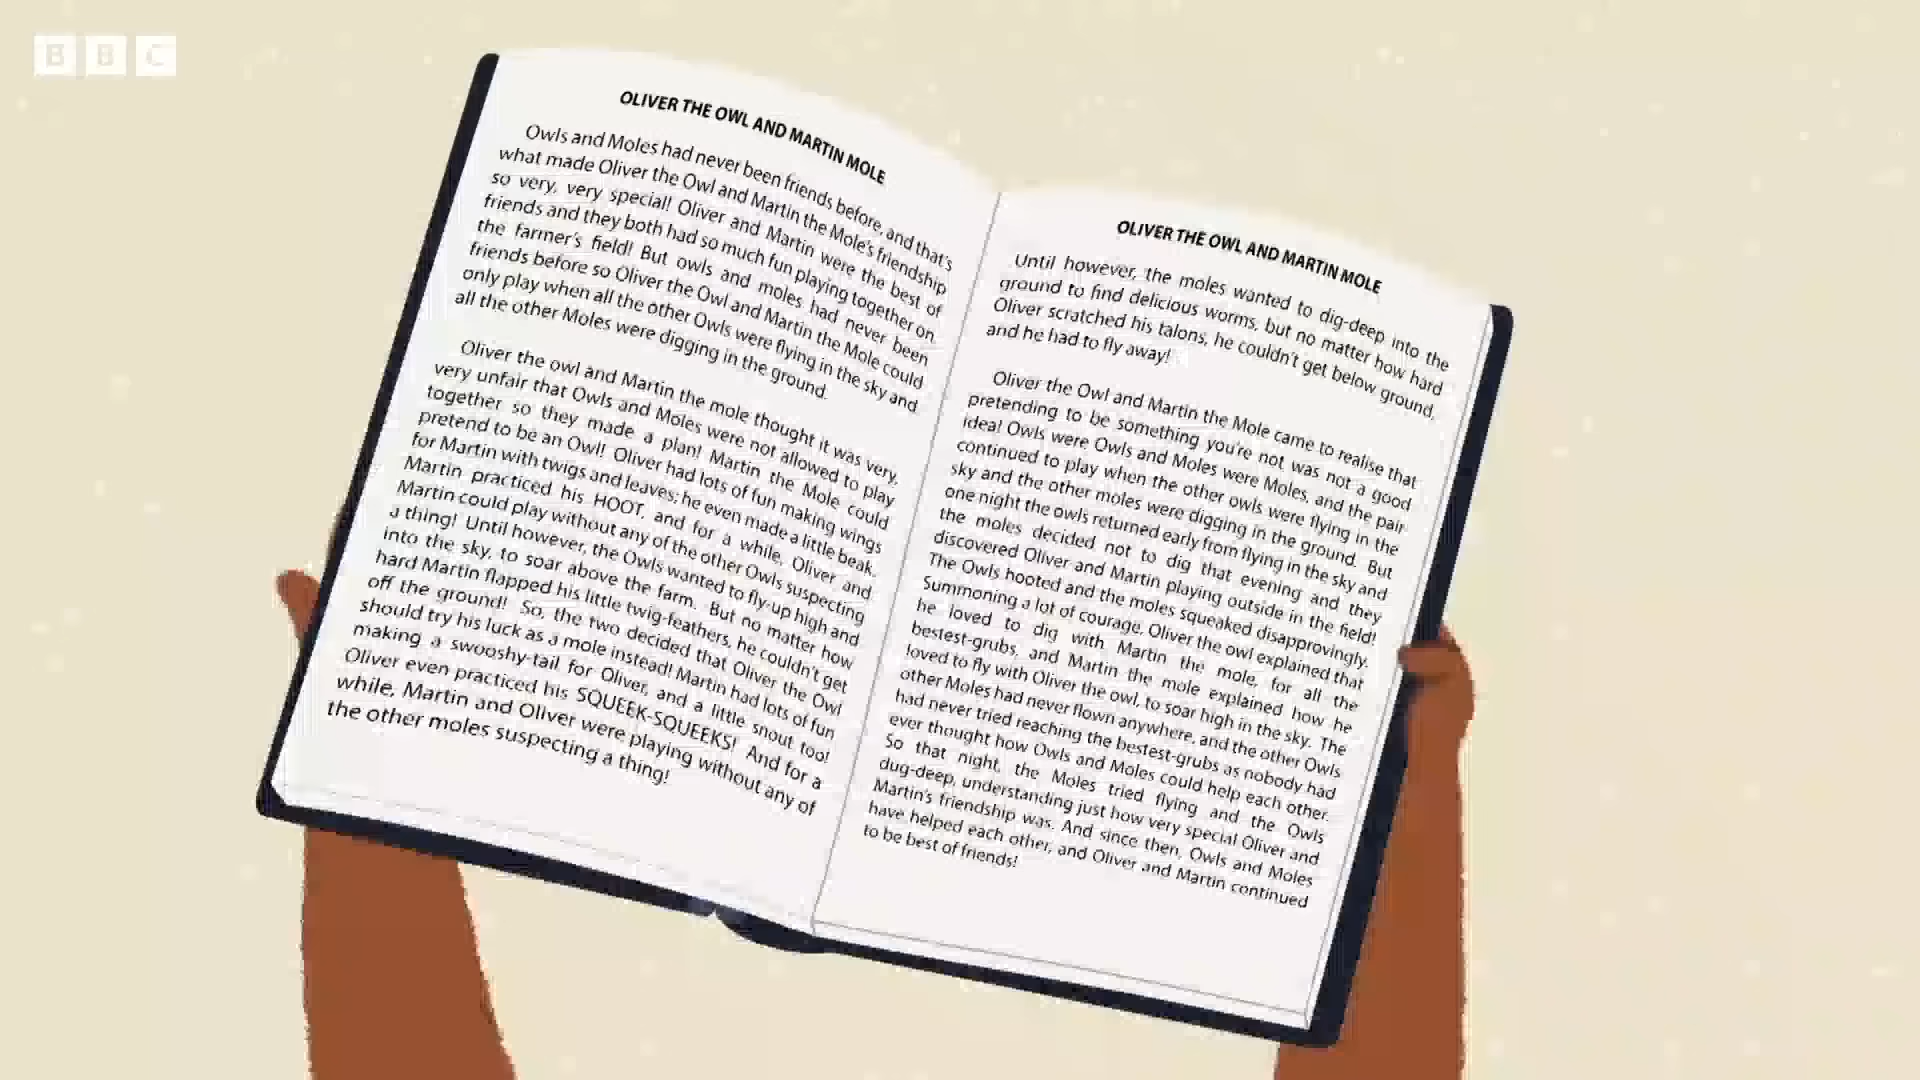 BBC
OLIVER THE OWL AND MARTIN MOLE
Owls and Moles had never been friends before, and that's
what made Oliver the Owl and Martin the Mole's friendship
so very, very special! Oliver and Martin were the best of
friends and they both had so much fun playing together on
the farmer's field! But owls and moles had never been
friends before so Oliver the Owl and Martin the Mole could
only play when all the other Owls were flying in the sky and
all the other Moles were digging in the ground.
Oliver the owl and Martin the mole thought it was very,
very unfair that Owls and Moles were not allowed to play
together so they made a plan! Martin the Mole could
pretend to be an Owl! Oliver had lots of fun making wings
for Martin with twigs and leaves; he even made a little beak.
Martin practiced his HOOT, and for a while, Oliver and
Martin could play without any of the other Owls suspecting
a thing! Until however, the Owls wanted to fly-up high and
into the sky, to soar above the farm. But no matter how
hard Martin flapped his little twig-feathers, he couldn't get
off the ground! So, the two decided that Oliver the Owl
should try his luck as a mole instead! Martin had lots of fun
making a swooshy-tail for Oliver, and a little snout too!
Oliver even practiced his SQUEEK-SQUEEKS! And for a
while, Martin and Oliver were playing without any of
the other moles suspecting a thing!
OLIVER THE OWL AND MARTIN MOLE
Until however, the moles wanted to dig-deep into the
ground to find delicious worms, but no matter how hard
Oliver scratched his talons, he couldn't get below ground,
and he had to fly away!
Oliver the Owl and Martin the Mole came to realise that
pretending to be something you're not was not a good
idea! Owls were Owls and Moles were Moles, and the pair
continued to play when the other owls were flying in the
sky and the other moles were digging in the ground. But
one night the owls returned early from flying in the sky and
the moles decided not to dig that evening and they
discovered Oliver and Martin playing outside in the field!
The Owls hooted and the moles squeaked disapprovingly.
Summoning a lot of courage, Oliver the owl explained that
he loved to dig with Martin the mole, for all the
bestest-grubs, and Martin the mole explained how he
loved to fly with Oliver the owl, to soar high in the sky. The
other Moles had never flown anywhere, and the other Owls
had never tried reaching the bestest-grubs as nobody had
ever thought how Owls and Moles could help each other.
So that night, the Moles tried flying and the Owls
dug-deep, understanding just how very special Oliver and
Martin's friendship was. And since then, Owls and Moles
have helped each other, and Oliver and Martin continued
to be best of friends!